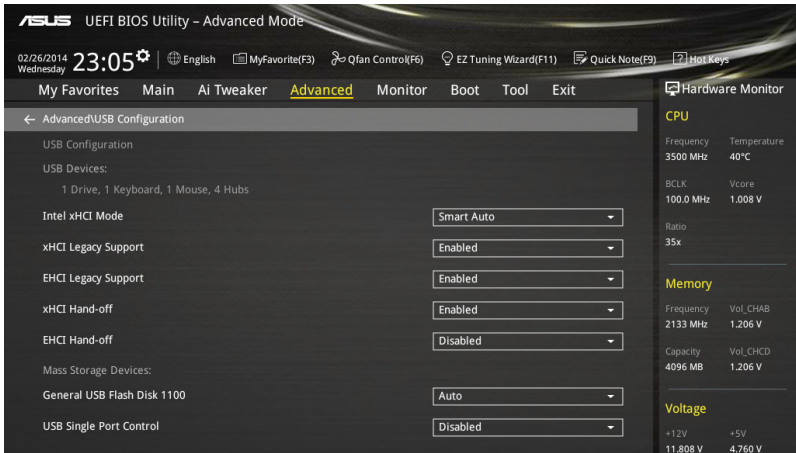 ASUS UEFI BIOS Utility – Advanced Mode
02/26/2014 Wednesday 23:05 English MyFavorite(F3) Qfan Control(F6) EZ Tuning Wizard(F11) Quick Note(F9) ? Hot Keys
My Favorites Main Ai Tweaker Advanced Monitor Boot Tool Exit
← Advanced\USB Configuration
USB Configuration
USB Devices:
1 Drive, 1 Keyboard, 1 Mouse, 4 Hubs
Intel xHCI Mode Smart Auto
xHCI Legacy Support Enabled
EHCI Legacy Support Enabled
xHCI Hand-off Enabled
EHCI Hand-off Disabled
Mass Storage Devices:
General USB Flash Disk 1100 Auto
USB Single Port Control Disabled
Hardware Monitor
CPU
Frequency Temperature
3500 MHz 40°C
BCLK Vcore
100.0 MHz 1.008 V
Ratio
35x
Memory
Frequency Vol_CHAB
2133 MHz 1.206 V
Capacity Vol_CHCD
4096 MB 1.206 V
Voltage
+12V +5V
11.808 V 4.760 V